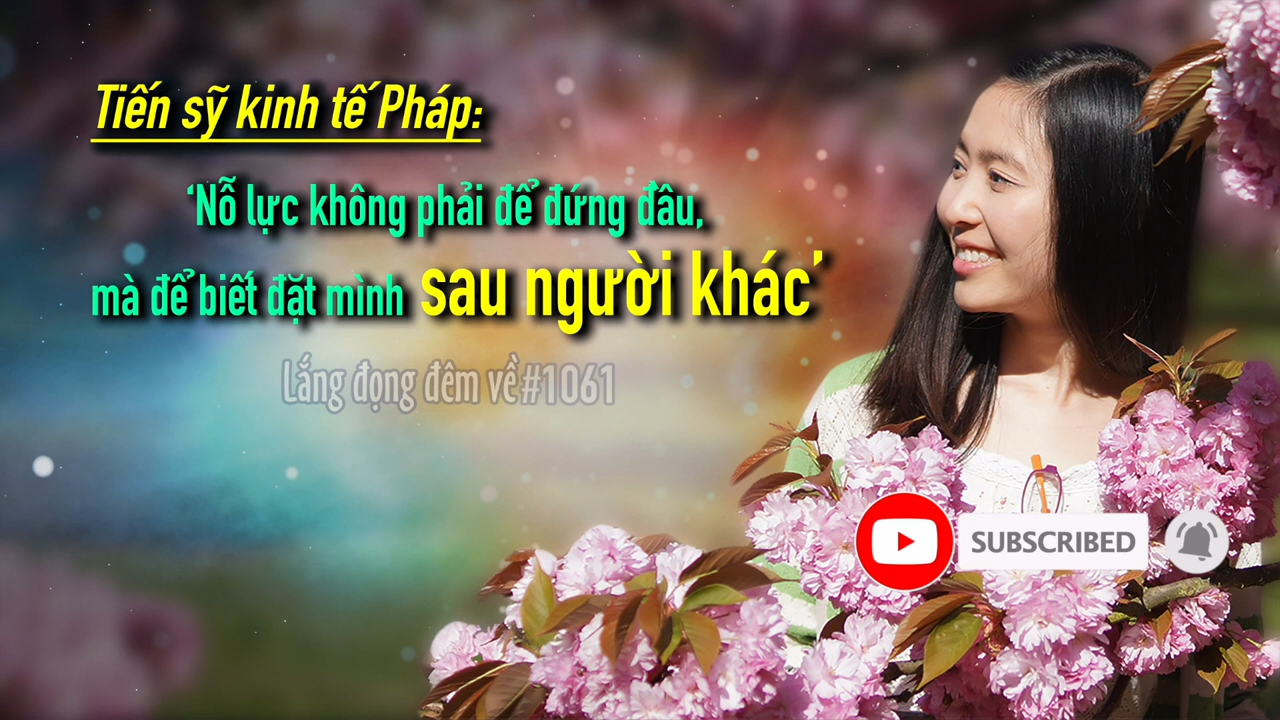 Tiến sỹ kinh tế Pháp:
‘Nỗ lực không phải để đứng đầu,
mà để biết đặt mình sau người khác’
Lắng đọng đêm về#1061
SUBSCRIBED